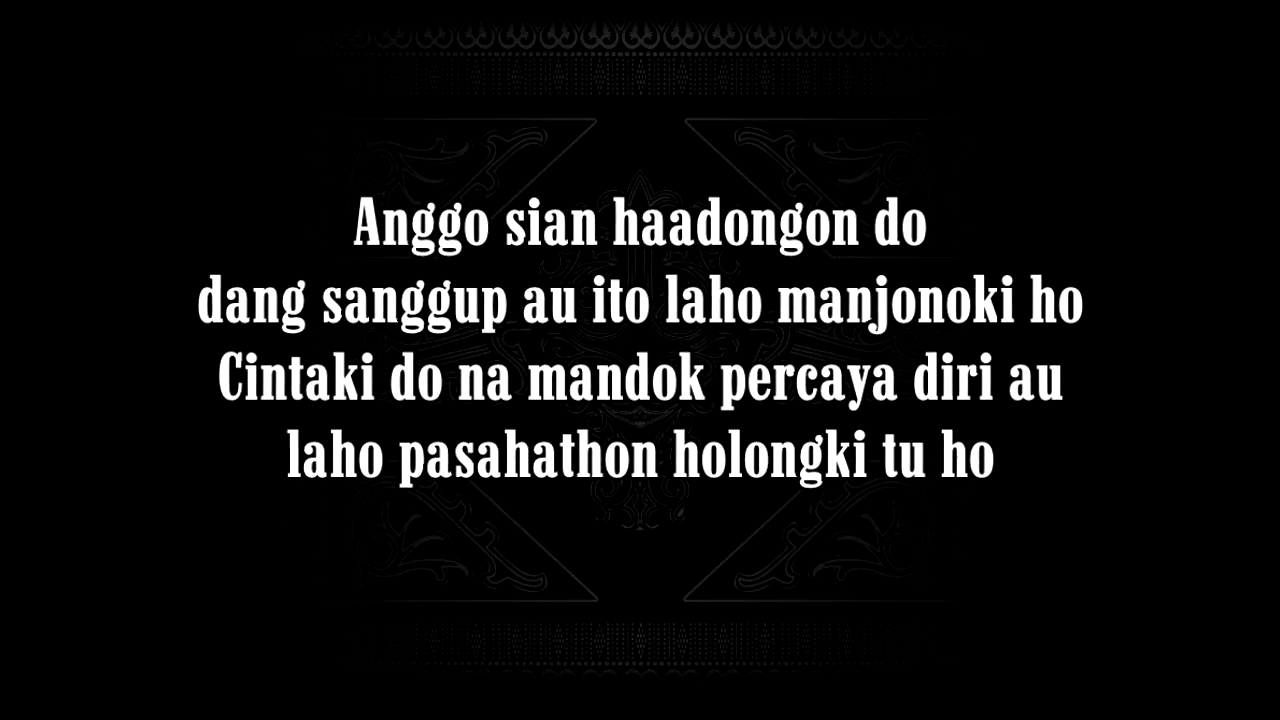 Anggo sian haadongon do
dang sanggup au ito laho manjonoki ho
Cintaki do na mandok percaya diri au
laho pasahathon holongki tu ho